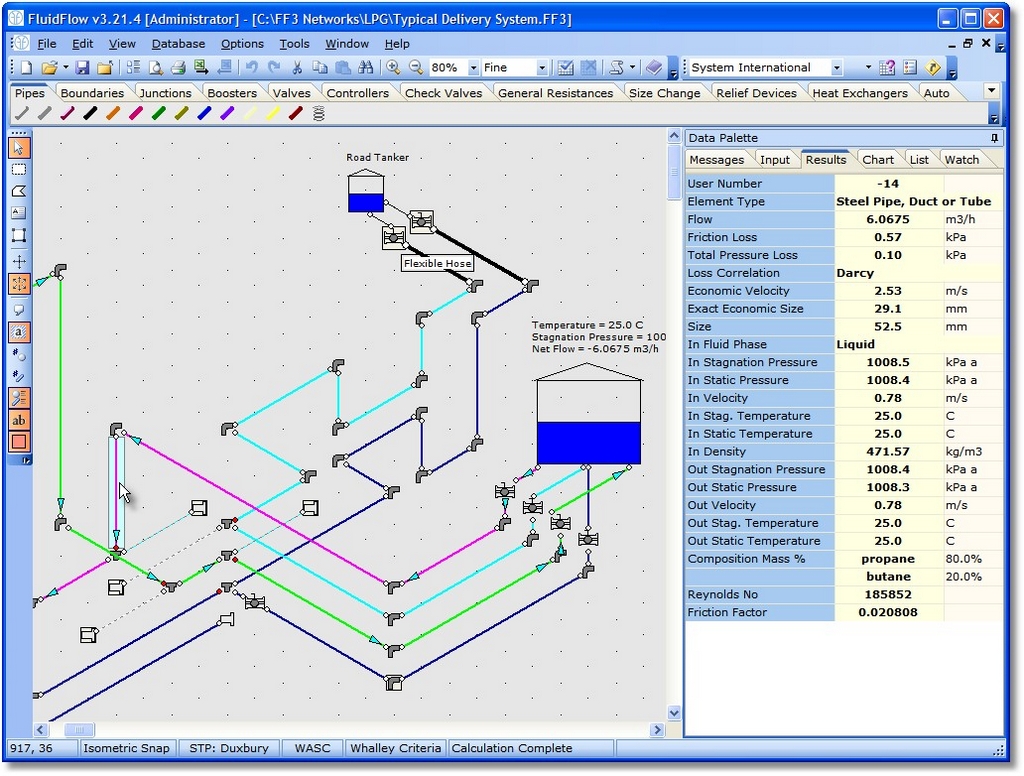 FluidFlow v3.21.4 [Administrator] - [C:\FF3 Networks\LPG\Typical Delivery System.FF3]
File Edit View Database Options Tools Window Help
80% Fine System International
Pipes Boundaries Junctions Boosters Valves Controllers Check Valves General Resistances Size Change Relief Devices Heat Exchangers Auto
Data Palette
Messages Input Results Chart List Watch
Road Tanker
Flexible Hose
Temperature = 25.0 C
Stagnation Pressure = 100
Net Flow = -6.0675 m3/h
a
ab
User Number -14
Element Type Steel Pipe, Duct or Tube
Flow 6.0675 m3/h
Friction Loss 0.57 kPa
Total Pressure Loss 0.10 kPa
Loss Correlation Darcy
Economic Velocity 2.53 m/s
Exact Economic Size 29.1 mm
Size 52.5 mm
In Fluid Phase Liquid
In Stagnation Pressure 1008.5 kPa a
In Static Pressure 1008.4 kPa a
In Velocity 0.78 m/s
In Stag. Temperature 25.0 C
In Static Temperature 25.0 C
In Density 471.57 kg/m3
Out Stagnation Pressure 1008.4 kPa a
Out Static Pressure 1008.3 kPa a
Out Velocity 0.78 m/s
Out Stag. Temperature 25.0 C
Out Static Temperature 25.0 C
Composition Mass % propane 80.0%
butane 20.0%
Reynolds No 185852
Friction Factor 0.020808
917, 36 Isometric Snap STP: Duxbury WASC Whalley Criteria Calculation Complete